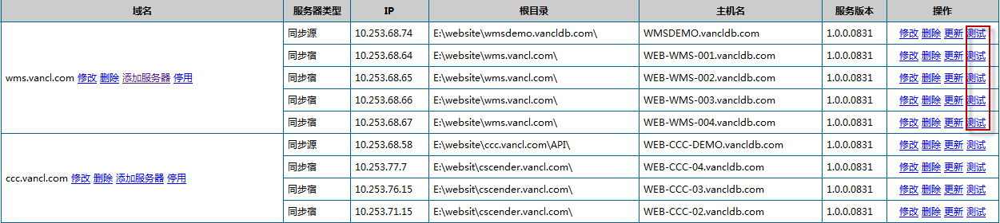 域名 服务器类型 IP 根目录 主机名 服务版本 操作
wms.vancl.com 修改 删除 添加服务器 停用
同步源 10.253.68.74 E:\website\wmsdemo.vancldb.com\ WMSDEMO.vancldb.com 1.0.0.0831 修改 删除 更新 测试
同步宿 10.253.68.64 E:\website\wms.vancl.com\ WEB-WMS-001.vancldb.com 1.0.0.0831 修改 删除 更新 测试
同步宿 10.253.68.65 E:\website\wms.vancl.com\ WEB-WMS-002.vancldb.com 1.0.0.0831 修改 删除 更新 测试
同步宿 10.253.68.66 E:\website\wms.vancl.com\ WEB-WMS-003.vancldb.com 1.0.0.0831 修改 删除 更新 测试
同步宿 10.253.68.67 E:\website\wms.vancl.com\ WEB-WMS-004.vancldb.com 1.0.0.0831 修改 删除 更新 测试
ccc.vancl.com 修改 删除 添加服务器 停用
同步源 10.253.68.58 E:\website\ccc.vancl.com\API\ WEB-CCC-DEMO.vancldb.com 1.0.0.0831 修改 删除 更新 测试
同步宿 10.253.77.7 E:\websit\cscender.vancl.com\ WEB-CCC-04.vancldb.com 1.0.0.0831 修改 删除 更新 测试
同步宿 10.253.76.15 E:\websit\cscender.vancl.com\ WEB-CCC-03.vancldb.com 1.0.0.0831 修改 删除 更新 测试
同步宿 10.253.71.15 E:\websit\cscender.vancl.com\ WEB-CCC-02.vancldb.com 1.0.0.0831 修改 删除 更新 测试